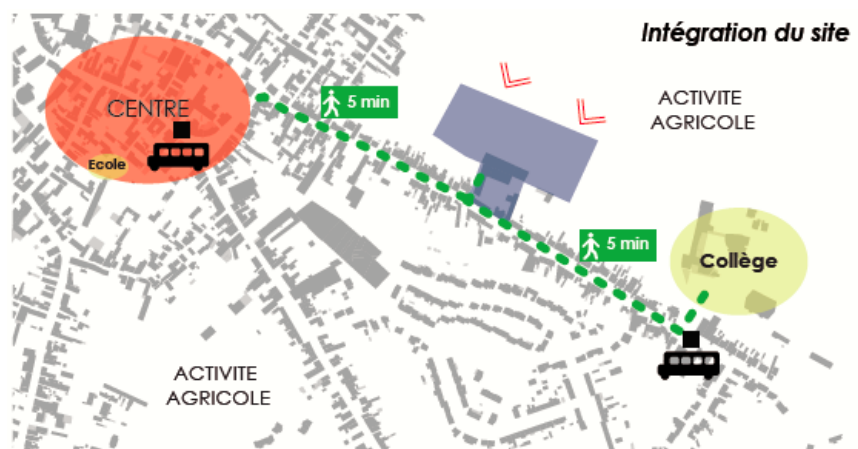 Intégration du site
CENTRE
Ecole
5 min
ACTIVITE
AGRICOLE
5 min
Collège
ACTIVITE
AGRICOLE